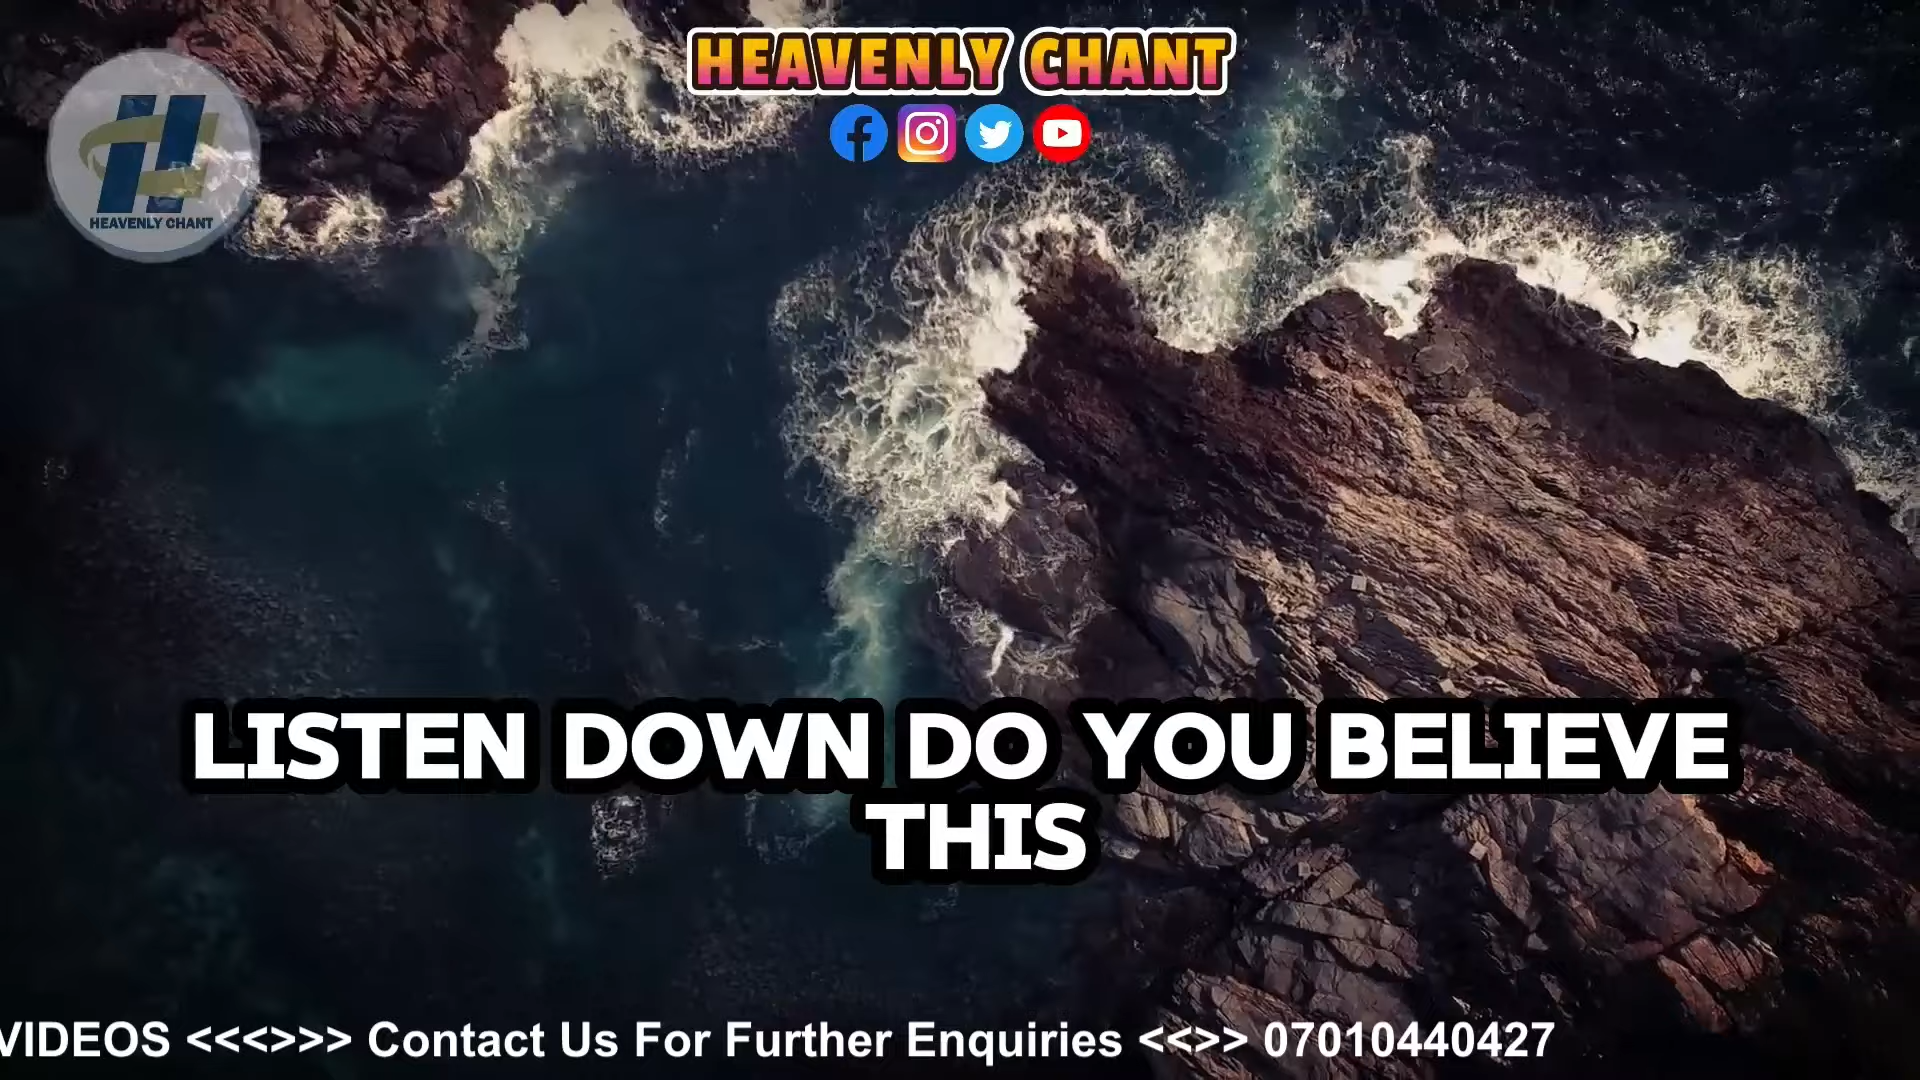 HEAVENLY CHANT
HEAVENLY CHANT
LISTEN DOWN DO YOU BELIEVE
THIS
VIDEOS <<<>>> Contact Us For Further Enquiries <<>> 07010440427